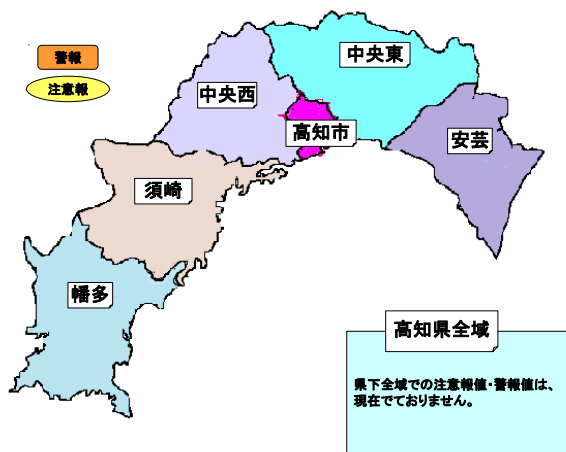 警報
注意報
中央東
中央西
高知市
安芸
須崎
幡多
高知県全域
県下全域での注意報値・警報値は、
現在でておりません。